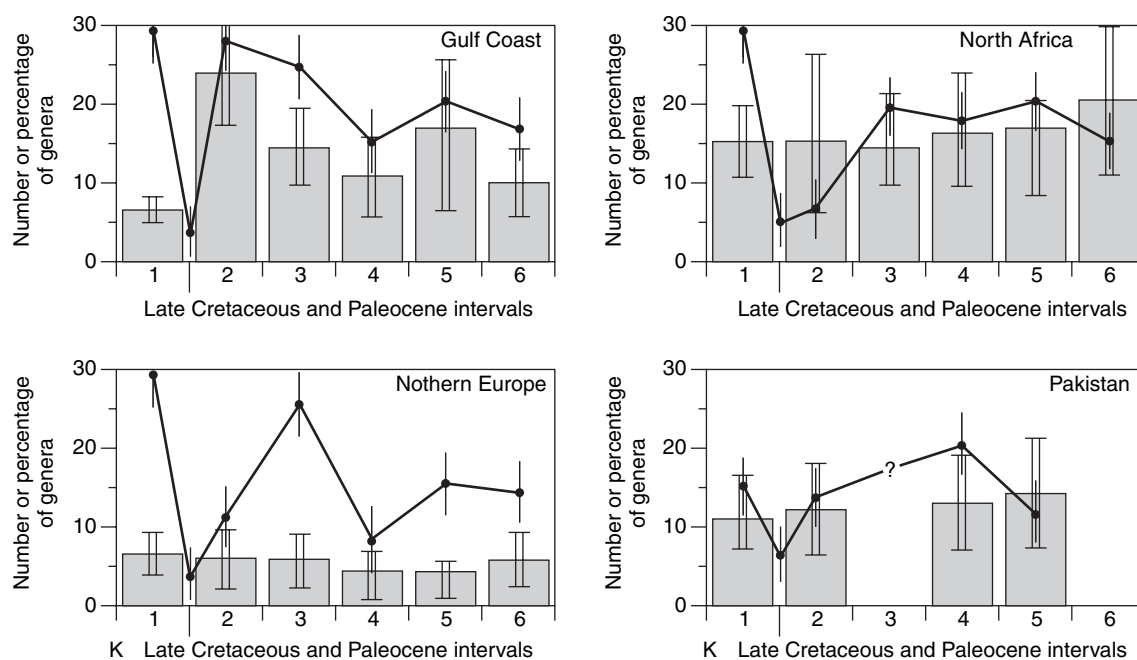 Number or percentage
of genera
30
20
10
0
Gulf Coast
1 2 3 4 5 6
Late Cretaceous and Paleocene intervals
Number or percentage
of genera
30
20
10
0
North Africa
1 2 3 4 5 6
Late Cretaceous and Paleocene intervals
Number or percentage
of genera
30
20
10
0
Nothern Europe
1 2 3 4 5 6
K Late Cretaceous and Paleocene intervals
Number or percentage
of genera
30
20
10
0
Pakistan
?
1 2 3 4 5 6
K Late Cretaceous and Paleocene intervals